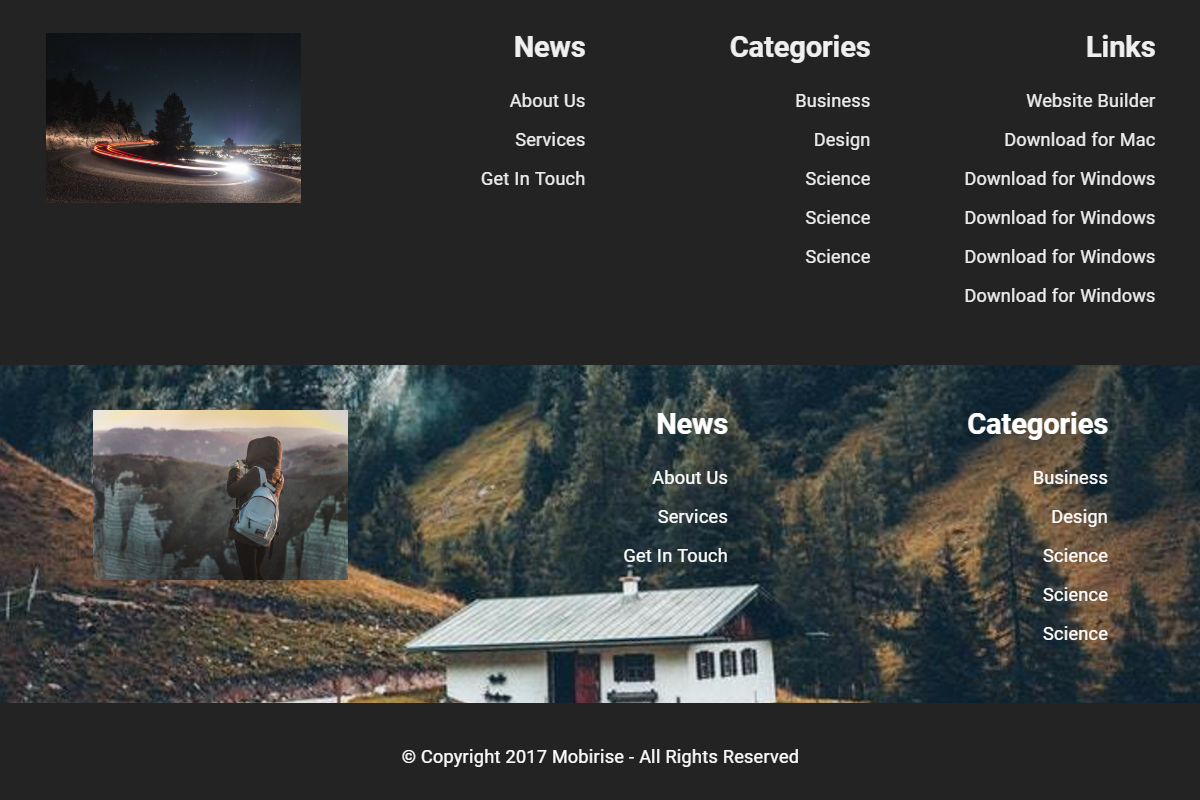 News
About Us
Services
Get In Touch
Categories
Business
Design
Science
Science
Science
Links
Website Builder
Download for Mac
Download for Windows
Download for Windows
Download for Windows
Download for Windows
News
About Us
Services
Get In Touch
Categories
Business
Design
Science
Science
Science
© Copyright 2017 Mobirise - All Rights Reserved